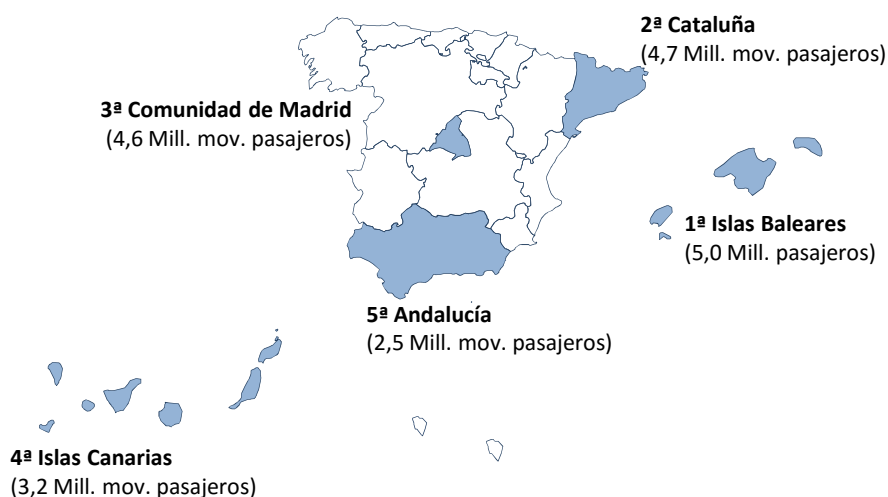 2ª Cataluña
(4,7 Mill. mov. pasajeros)
3ª Comunidad de Madrid
(4,6 Mill. mov. pasajeros)
1ª Islas Baleares
(5,0 Mill. pasajeros)
5ª Andalucía
(2,5 Mill. mov. pasajeros)
4ª Islas Canarias
(3,2 Mill. mov. pasajeros)